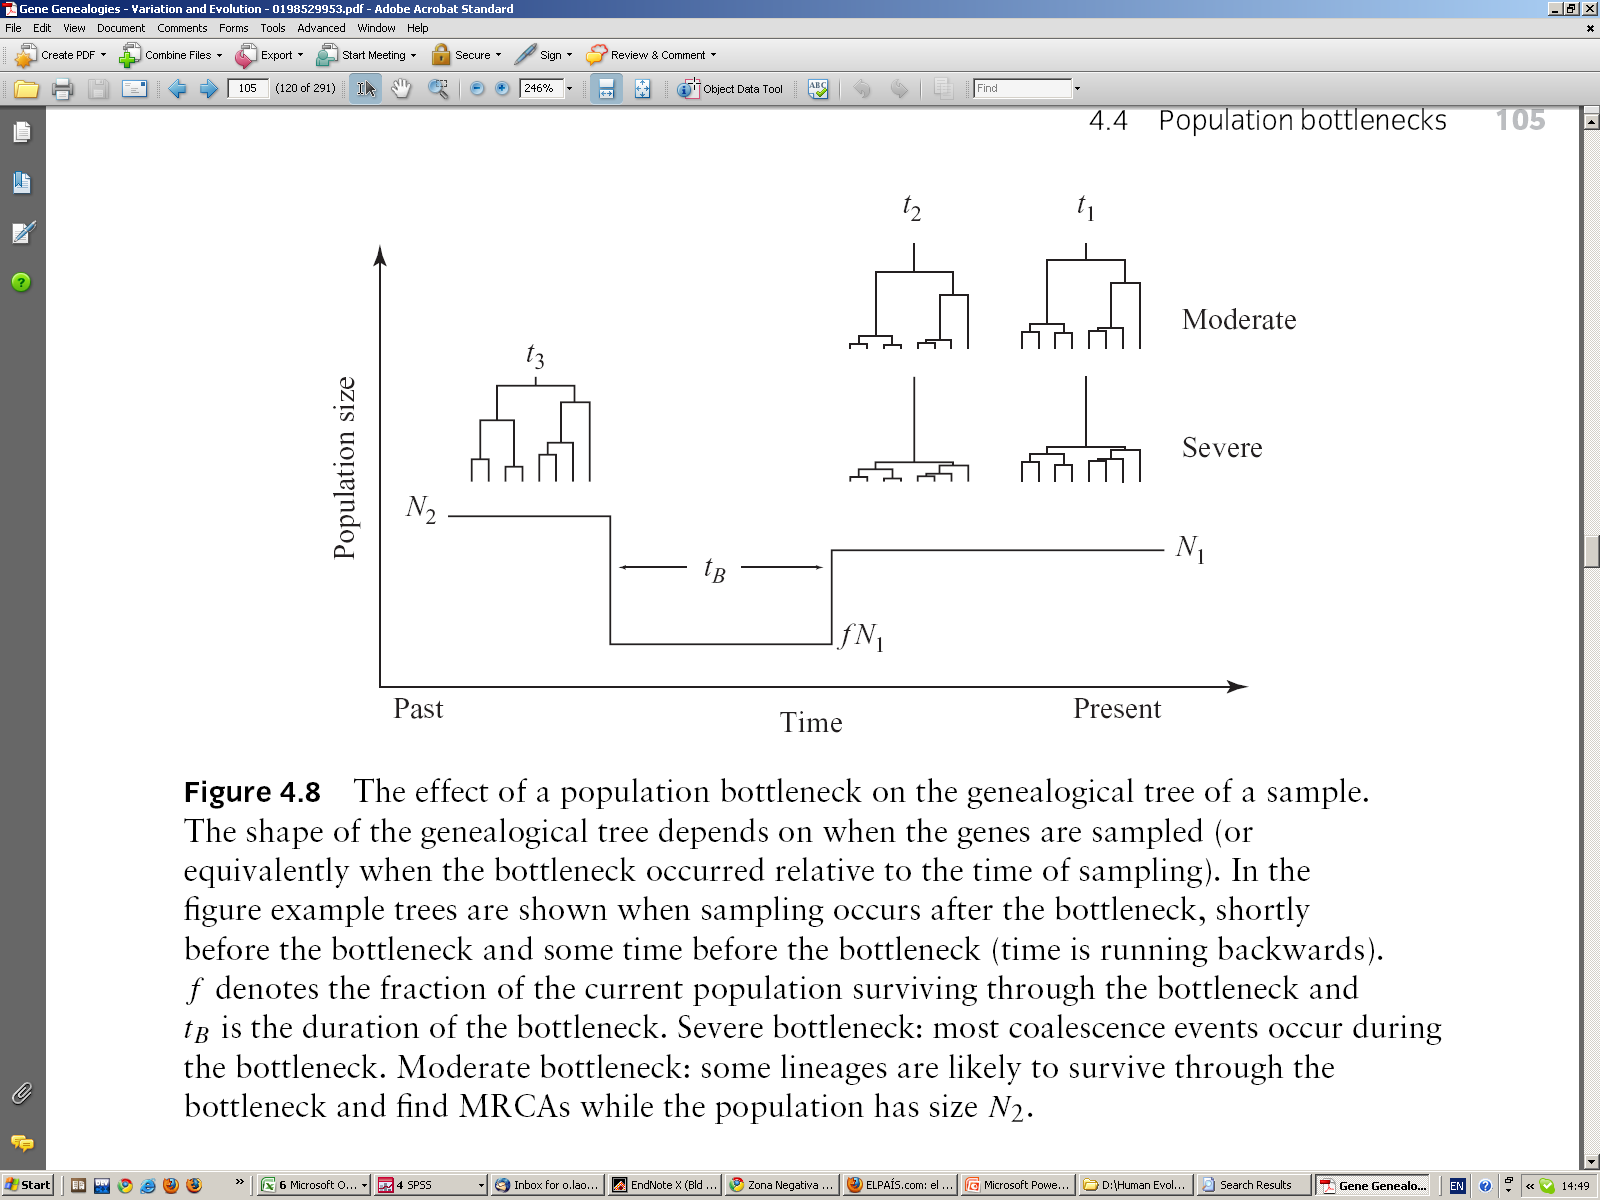 Gene Genealogies - Variation and Evolution - 0198529953.pdf - Adobe Acrobat Standard
File Edit View Document Comments Forms Tools Advanced Window Help
Create PDF Combine Files Export Start Meeting Secure Sign Review & Comment
105 (120 of 291) 246% Object Data Tool ABC Find
4.4 Population bottlenecks 105
t2 t1
Moderate
t3
Population size
Severe
N2
N1
tB
fN1
Past
Time
Present
Figure 4.8 The effect of a population bottleneck on the genealogical tree of a sample.
The shape of the genealogical tree depends on when the genes are sampled (or
equivalently when the bottleneck occurred relative to the time of sampling). In the
figure example trees are shown when sampling occurs after the bottleneck, shortly
before the bottleneck and some time before the bottleneck (time is running backwards).
f denotes the fraction of the current population surviving through the bottleneck and
tB is the duration of the bottleneck. Severe bottleneck: most coalescence events occur during
the bottleneck. Moderate bottleneck: some lineages are likely to survive through the
bottleneck and find MRCAs while the population has size N2.
Start » 6 Microsoft O... 4 SPSS Inbox for o.lao... EndNote X (Bld ... Zona Negativa ... ELPAÍS.com: el ... Microsoft Powe... D:\Human Evol... Search Results Gene Genealo... EN « 14:49